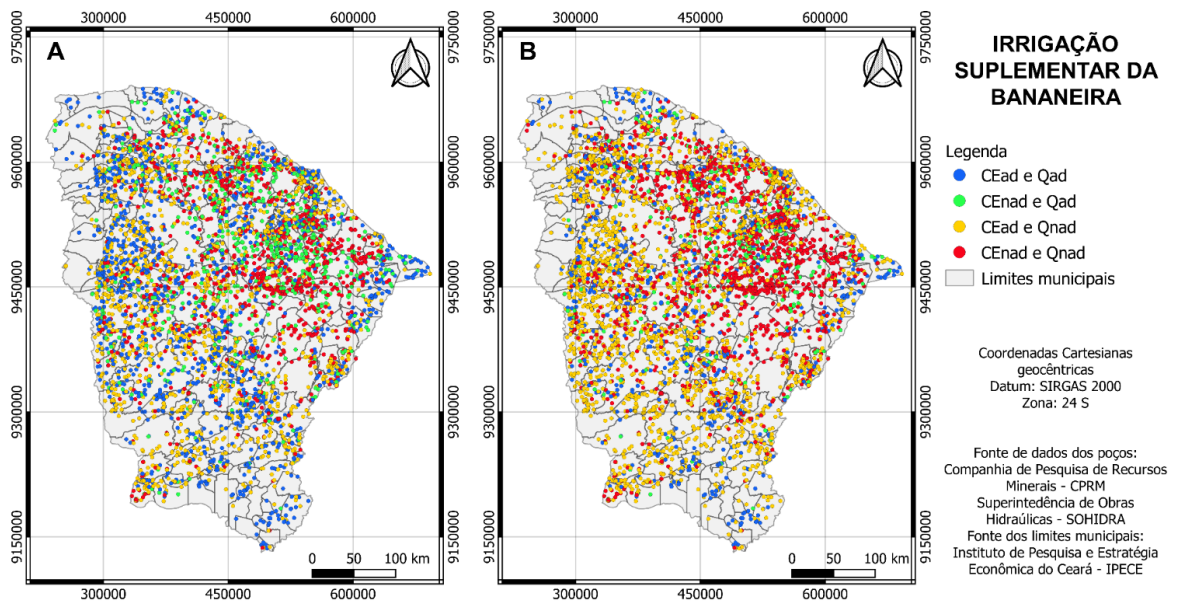 300000 450000 600000
300000 450000 600000
A
B
9750000
9600000
9450000
9300000
9150000
9750000
9600000
9450000
9300000
9150000
9750000
9600000
9450000
9300000
9150000
9750000
9600000
9450000
9300000
9150000
0 50 100 km
0 50 100 km
300000 450000 600000
300000 450000 600000
IRRIGAÇÃO
SUPLEMENTAR DA
BANANEIRA
Legenda
CEad e Qad
CEnad e Qad
CEad e Qnad
CEnad e Qnad
Limites municipais
Coordenadas Cartesianas
geocêntricas
Datum: SIRGAS 2000
Zona: 24 S
Fonte de dados dos poços:
Companhia de Pesquisa de Recursos
Minerais - CPRM
Superintedência de Obras
Hidraúlicas - SOHIDRA
Fonte dos limites municipais:
Instituto de Pesquisa e Estratégia
Econômica do Ceará - IPECE